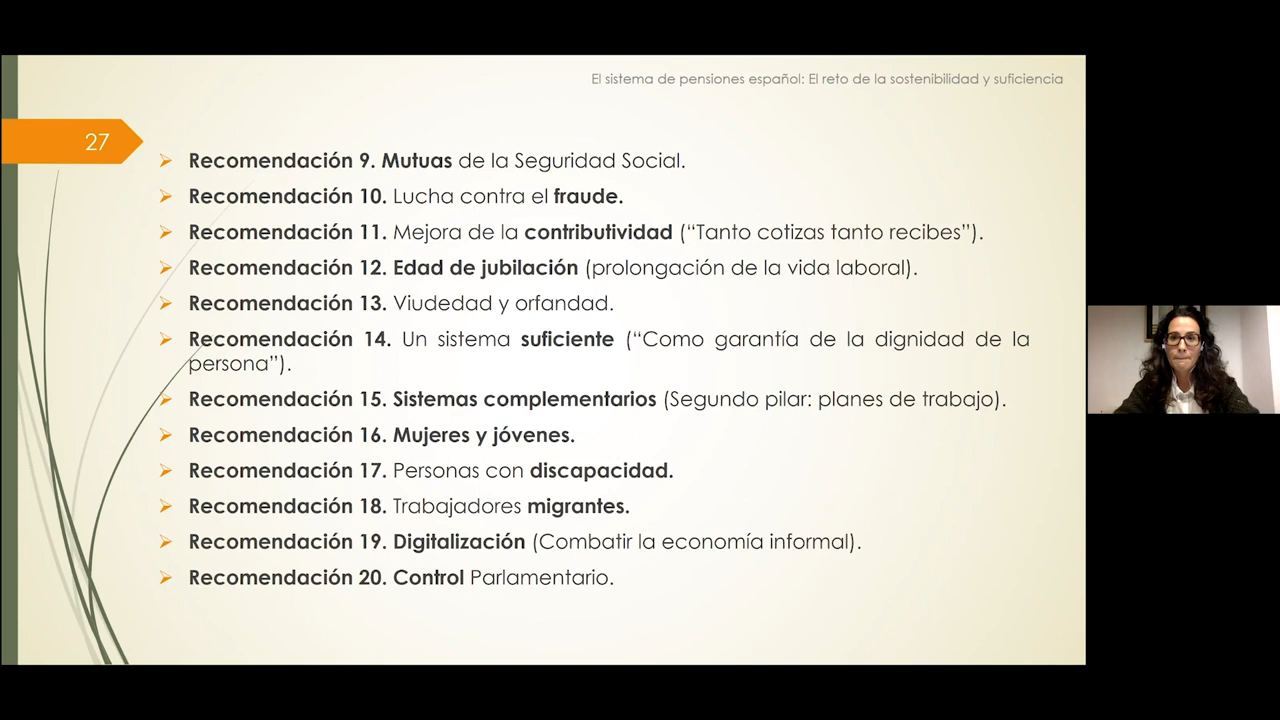 El sistema de pensiones español: El reto de la sostenibilidad y suficiencia
27
Recomendación 9. Mutuas de la Seguridad Social.
Recomendación 10. Lucha contra el fraude.
Recomendación 11. Mejora de la contributividad (“Tanto cotizas tanto recibes”).
Recomendación 12. Edad de jubilación (prolongación de la vida laboral).
Recomendación 13. Viudedad y orfandad.
Recomendación 14. Un sistema suficiente (“Como garantía de la dignidad de la
persona”).
Recomendación 15. Sistemas complementarios (Segundo pilar: planes de trabajo).
Recomendación 16. Mujeres y jóvenes.
Recomendación 17. Personas con discapacidad.
Recomendación 18. Trabajadores migrantes.
Recomendación 19. Digitalización (Combatir la economía informal).
Recomendación 20. Control Parlamentario.